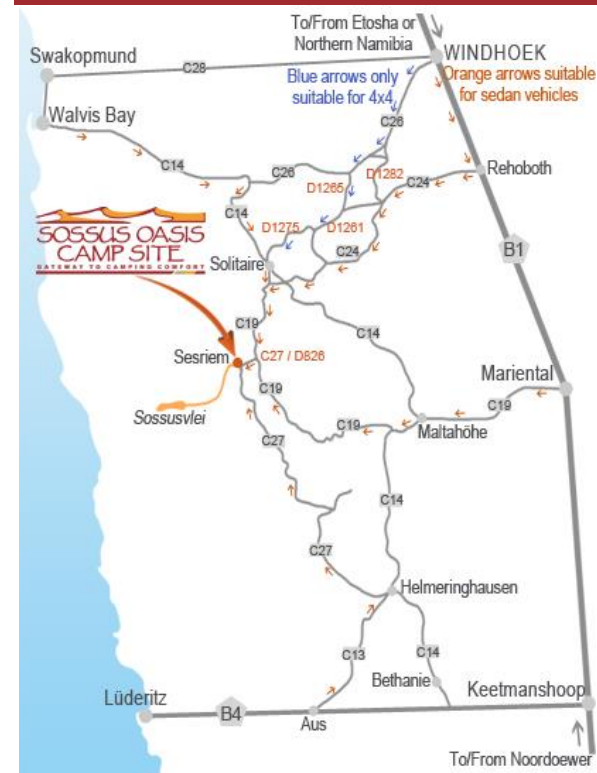 To/From Etosha or
Northern Namibia
Swakopmund
C28
WINDHOEK
Blue arrows only
suitable for 4x4
Orange arrows suitable
for sedan vehicles
Walvis Bay
C26
C14
C26
D1265
D1282
C24
Rehoboth
C14
D1275
D1261
SOSSUS OASIS
CAMP SITE
GATEWAY TO CAMPING COMFORT
C24
B1
Solitaire
C19
C14
Sesriem
C27 / D826
Mariental
C19
C19
Sossusvlei
C19
Maltahöhe
C27
C14
C27
Helmeringhausen
C13
C14
Bethanie
Lüderitz
Keetmanshoop
B4
Aus
To/From Noordoewer